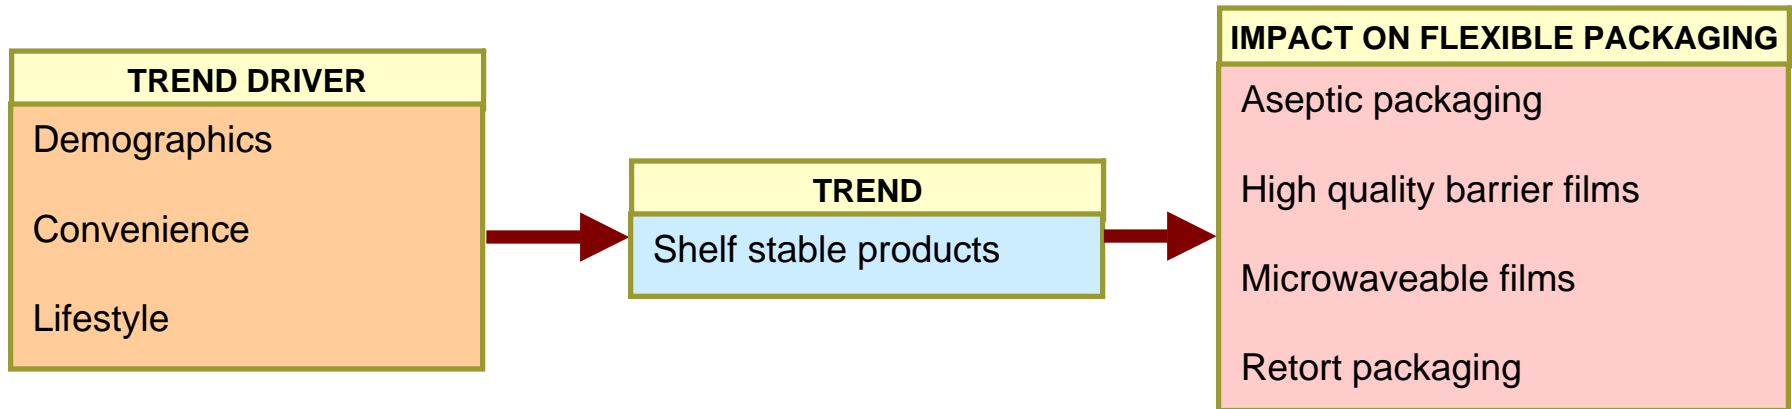 TREND DRIVER
Demographics
Convenience
Lifestyle
TREND
Shelf stable products
IMPACT ON FLEXIBLE PACKAGING
Aseptic packaging
High quality barrier films
Microwaveable films
Retort packaging